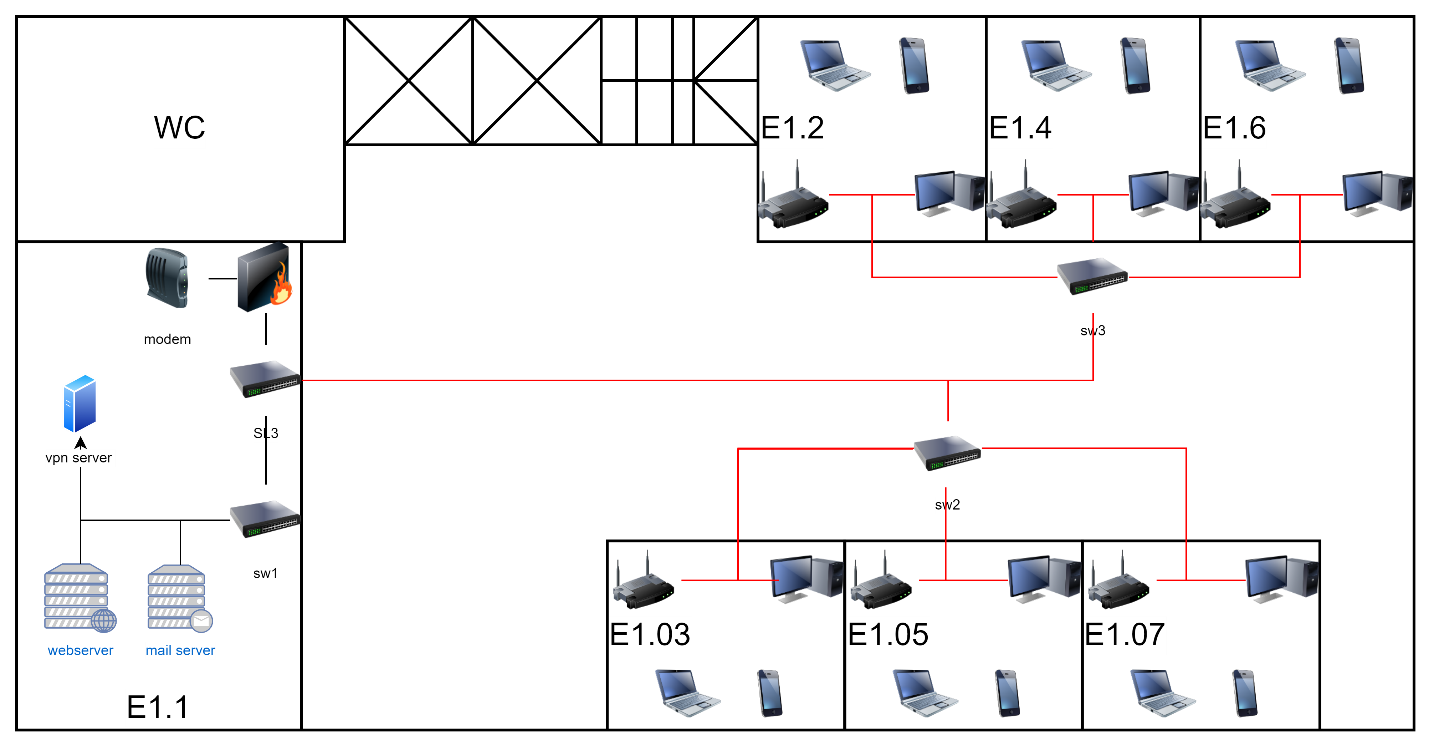 WC
E1.2
E1.4
E1.6
modem
sw3
SL3
vpn server
sw2
sw1
E1.03
E1.05
E1.07
webserver
mail server
E1.1